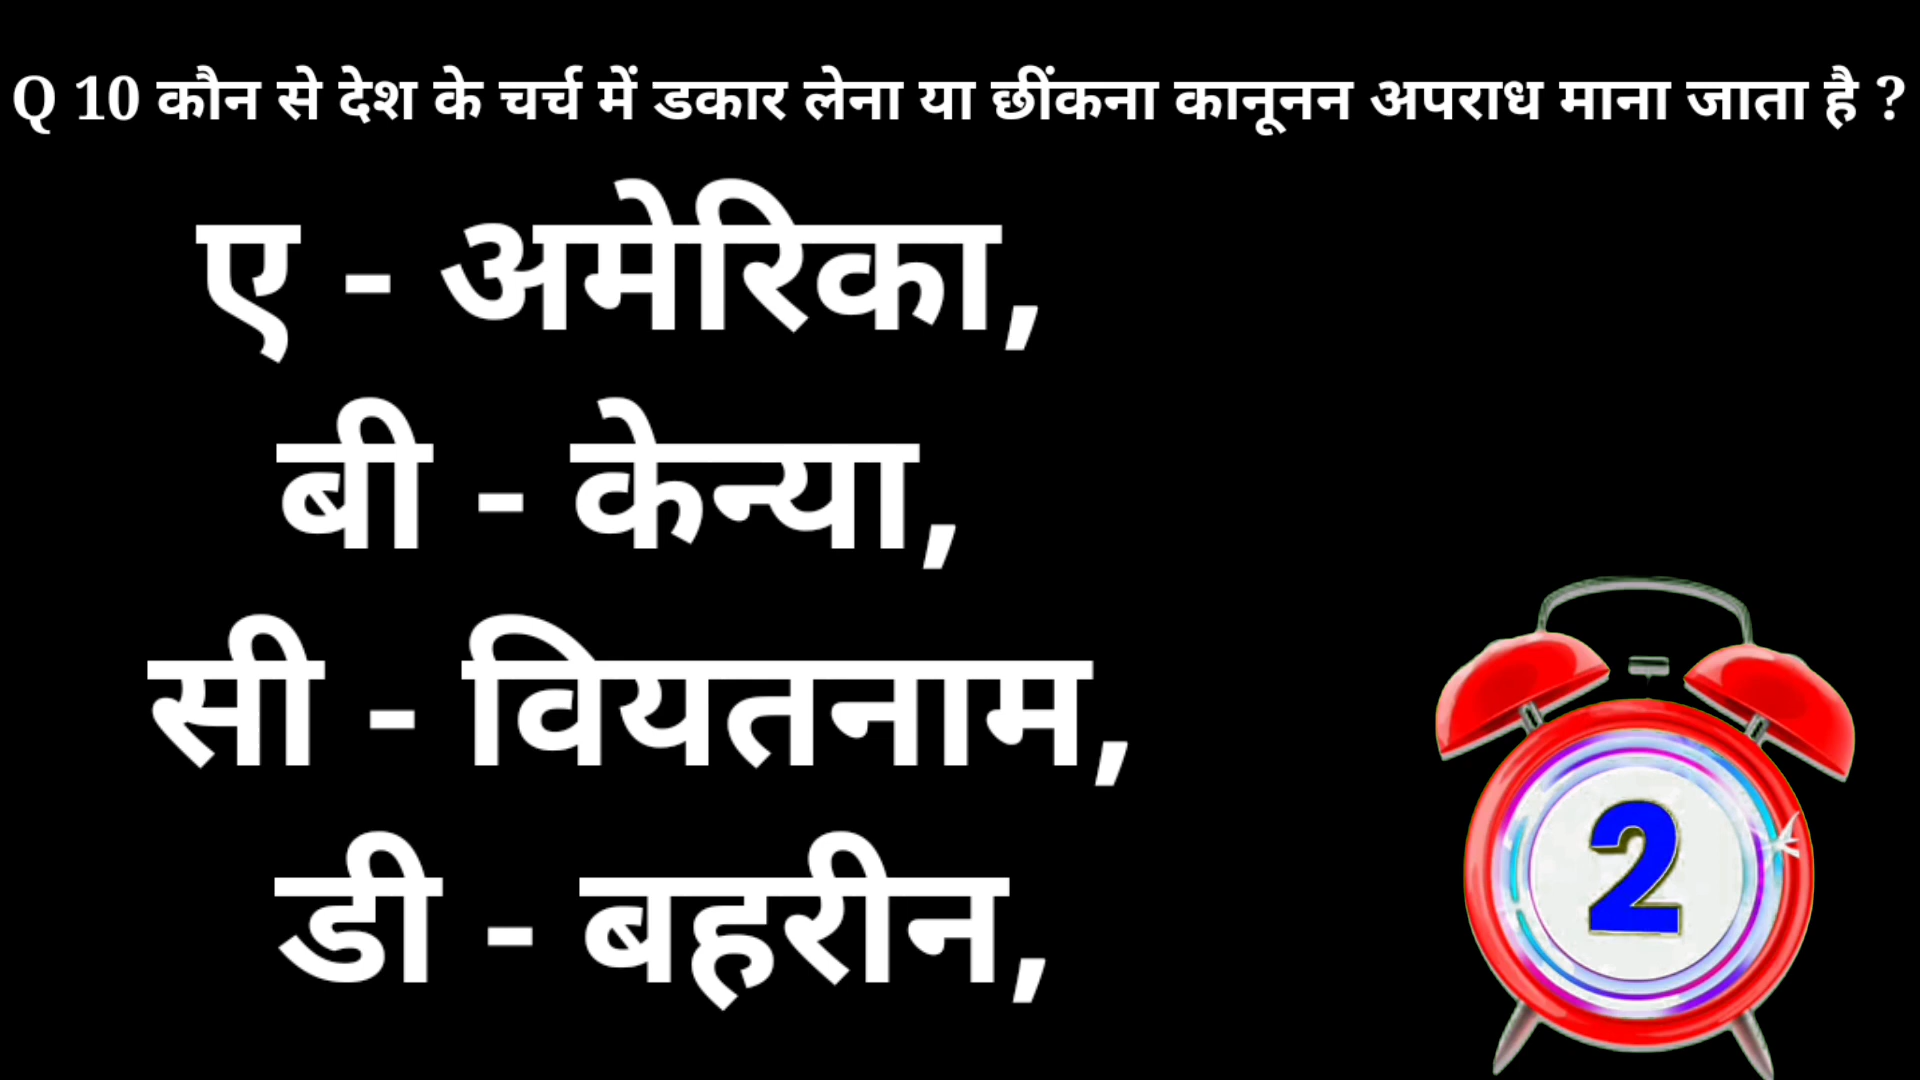 Q 10 कौन से देश के चर्च में डकार लेना या छींकना कानूनन अपराध माना जाता है ?
ए - अमेरिका,
बी - केन्या,
सी - वियतनाम,
डी - बहरीन,
2